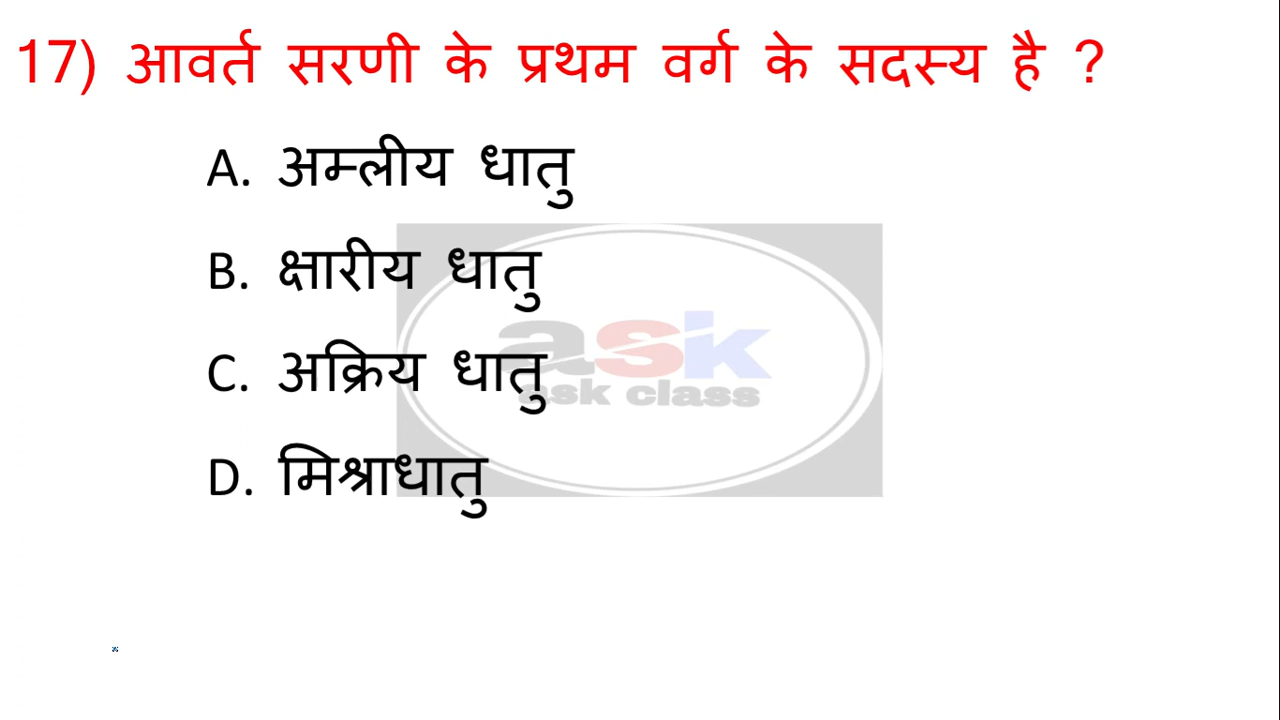 17) आवर्त सरणी के प्रथम वर्ग के सदस्य है ?
A. अम्लीय धातु
B. क्षारीय धातु
C. अक्रिय धातु
D. मिश्राधातु
ask
ask class